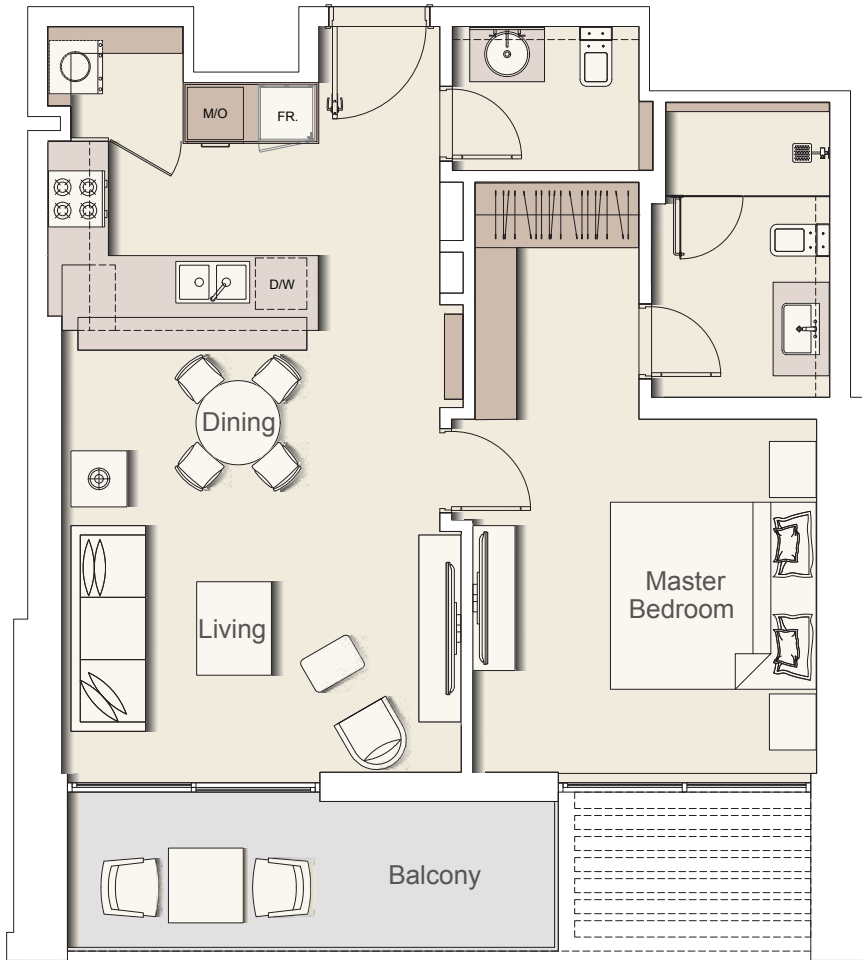 M/O
FR.
D/W
Dining
Living
Master
Bedroom
Balcony